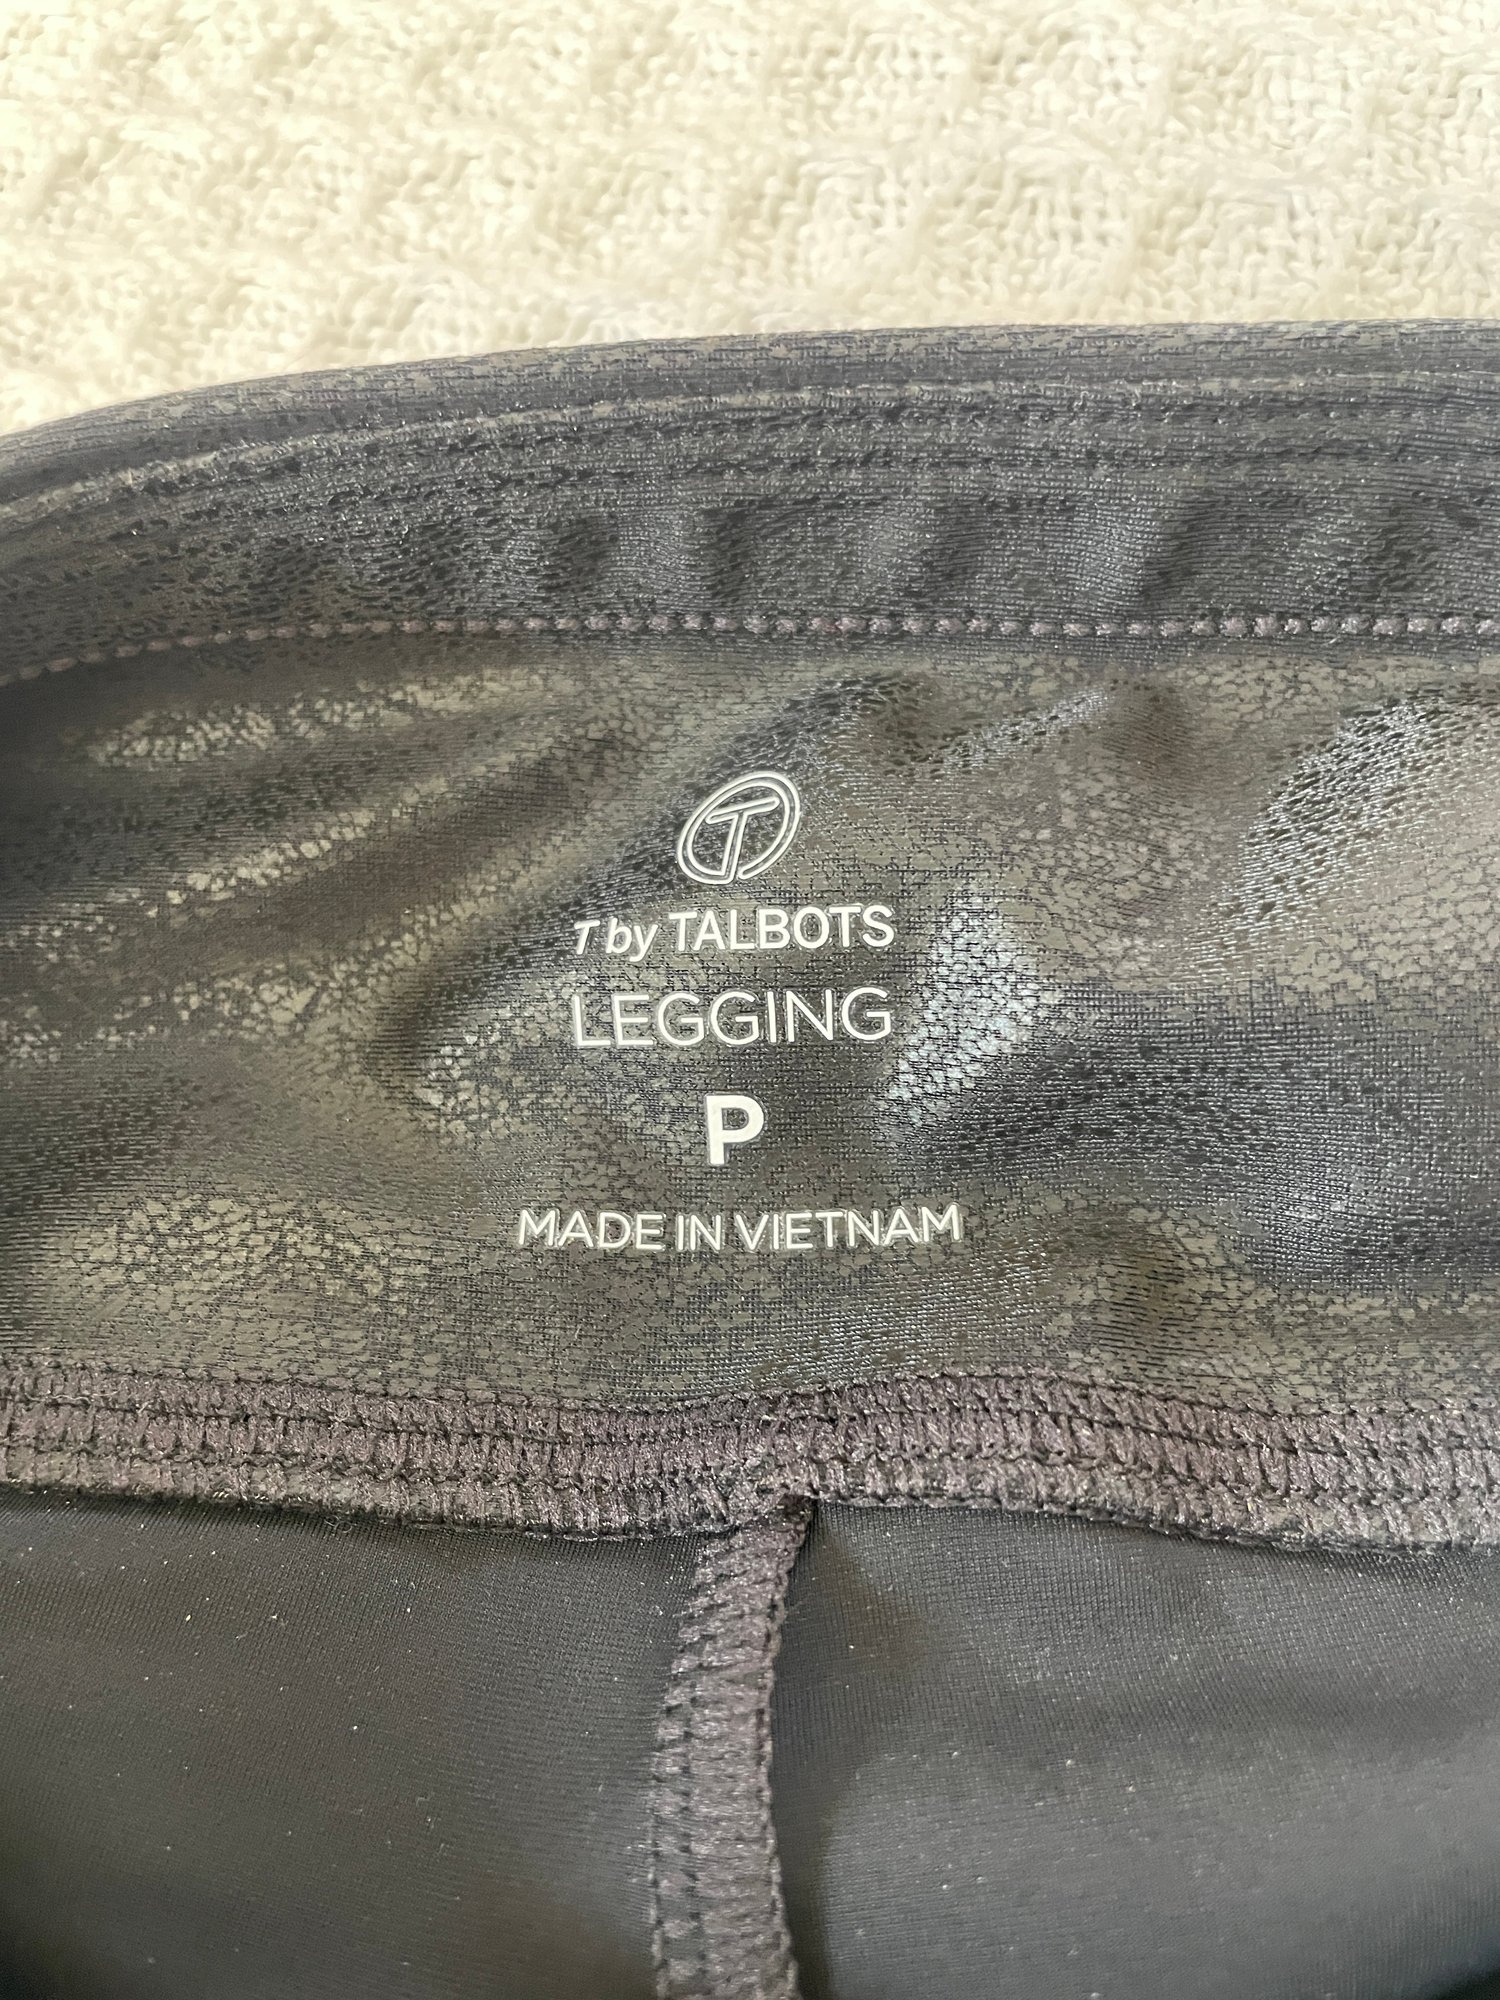 T
T by TALBOTS
LEGGING
P
MADE IN VIETNAM